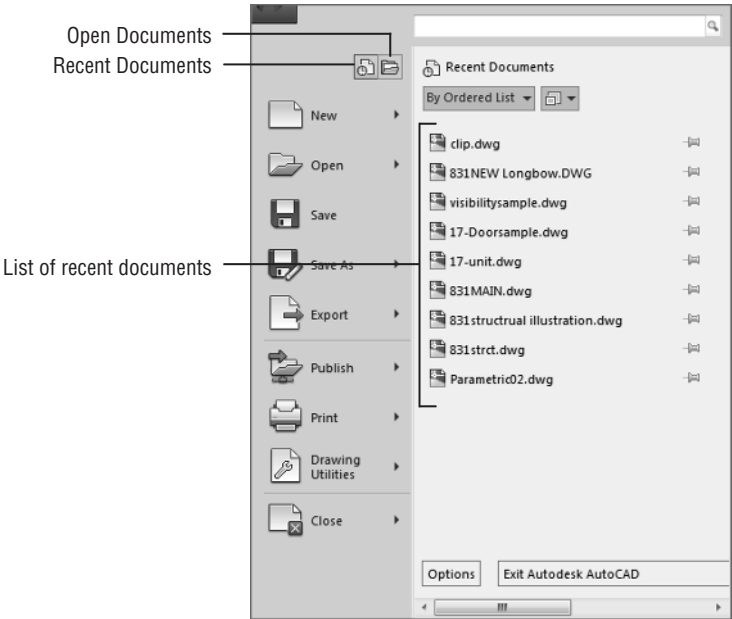 Open Documents
Recent Documents
List of recent documents
New
Open
Save
Save As
Export
Publish
Print
Drawing
Utilities
Close
Recent Documents
By Ordered List
clip.dwg
831NEW Longbow.DWG
visibilitysample.dwg
17-Doorsample.dwg
17-unit.dwg
831MAIN.dwg
831structrual illustration.dwg
831strct.dwg
Parametric02.dwg
Options
Exit Autodesk AutoCAD